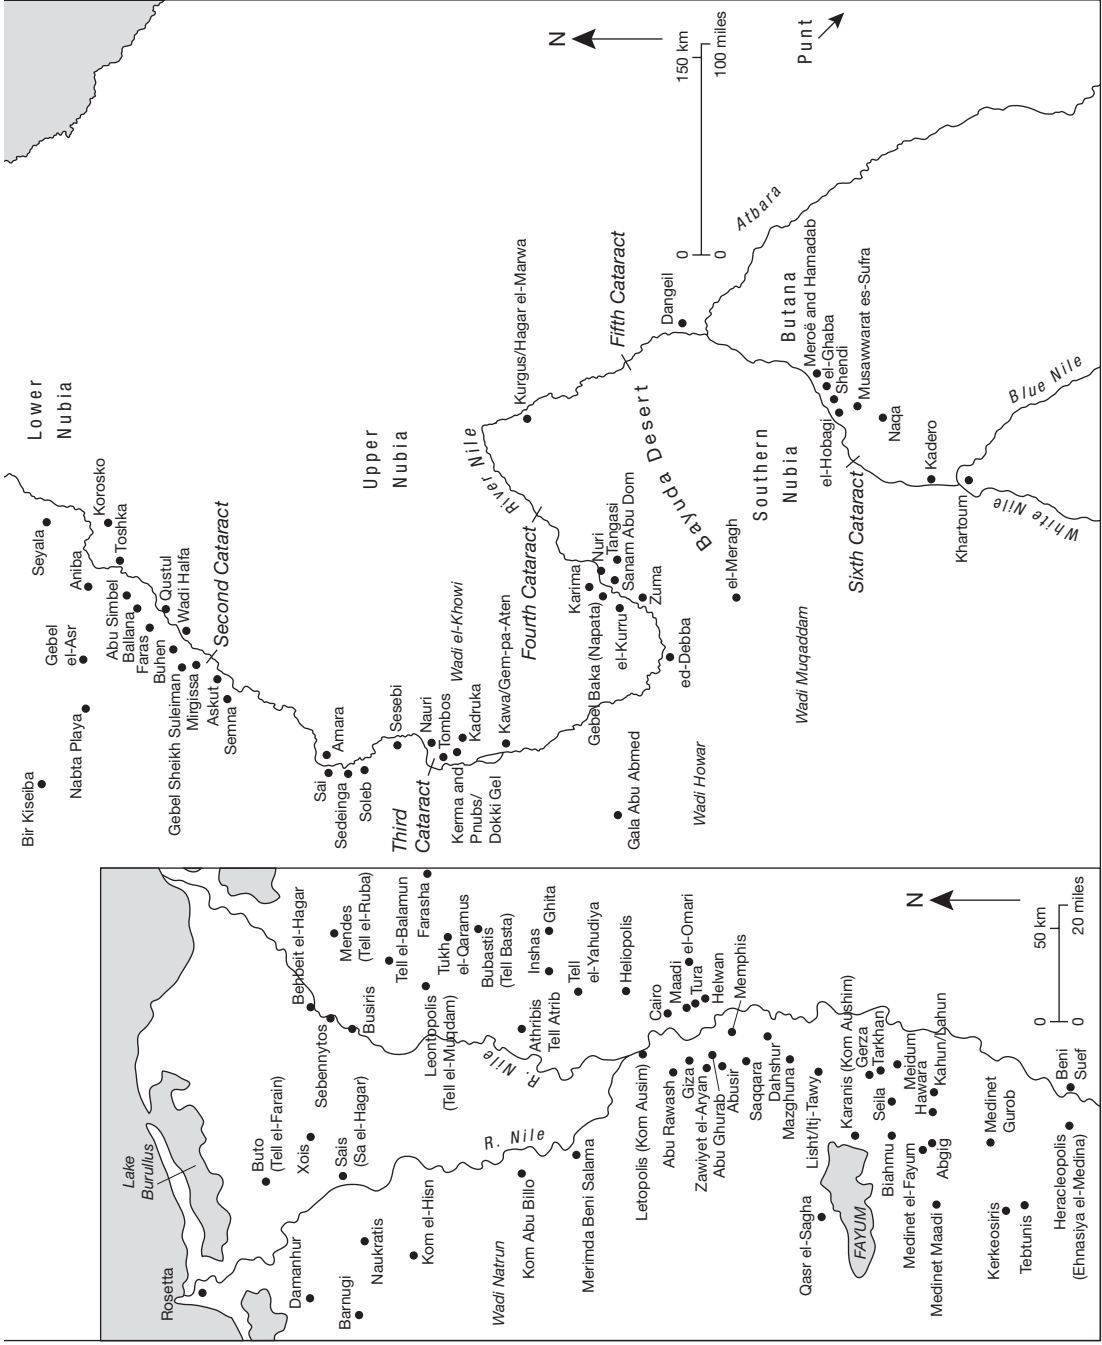 Rosetta
Lake
Burullus
Damanhur
Barnugi
Naukratis
Kom el-Hisn
Buto
(Tell el-Farain)
Xois
Sais
(Sa el-Hagar)
Sebennytos
Behbeit el-Hagar
Busiris
Mendes
(Tell el-Ruba)
Tell el-Balamun
Farasha
Leontopolis
(Tell el-Muqdam)
Tukh
el-Qaramus
Bubastis
(Tell Basta)
Athribis
Tell Atrib
Inshas
Ghita
Tell
el-Yahudiya
Heliopolis
R. Nile
R. Nile
Wadi Natrun
Kom Abu Billo
Merimda Beni Salama
Letopolis (Kom Ausim)
Cairo
Abu Rawash
Giza
Zawiyet el-Aryan
Abu Ghurab
Abusir
Saqqara
Dahshur
Mazghuna
Maadi
el-Omari
Tura
Helwan
Memphis
Lisht/Itj-Tawy
Qasr el-Sagha
FAYUM
Karanis (Kom Aushim)
Gerza
Tarkhan
Seila
Meidum
Hawara
Kahun/Lahun
Biahmu
Medinet el-Fayum
Abgig
Medinet Maadi
Medinet
Gurob
Kerkeosiris
Tebtunis
Heracleopolis
(Ehnasiya el-Medina)
Beni
Suef
N
0 50 km
0 20 miles
Lower
Nubia
Seyala
Korosko
Toshka
Aniba
Gebel
el-Asr
Nabta Playa
Bir Kiseiba
Abu Simbel
Ballana
Faras
Qustul
Wadi Halfa
Buhen
Gebel Sheikh Suleiman
Mirgissa
Second Cataract
Askut
Semna
Amara
Sai
Sedeinga
Soleb
Sesebi
Nauri
Tombos
Third
Cataract
Kerma and
Pnubs/
Dokki Gel
Wadi el-Khowi
Kadruka
Kawa/Gem-pa-Aten
Upper
Nubia
River Nile
Fourth Cataract
Kurgus/Hagar el-Marwa
Fifth Cataract
Karima
Nuri
Tangasi
Sanam Abu Dom
Gebel Baka (Napata)
el-Kurru
Zuma
ed-Debba
Gala Abu Abmed
Wadi Howar
Bayuda Desert
el-Meragh
Wadi Muqaddam
Southern
Nubia
Dangeil
Atbara
Butana
Meroë and Hamadab
el-Ghaba
Shendi
Musawwarat es-Sufra
el-Hobagi
Naqa
Sixth Cataract
Kadero
Khartoum
Blue Nile
White Nile
N
0 150 km
0 100 miles
Punt